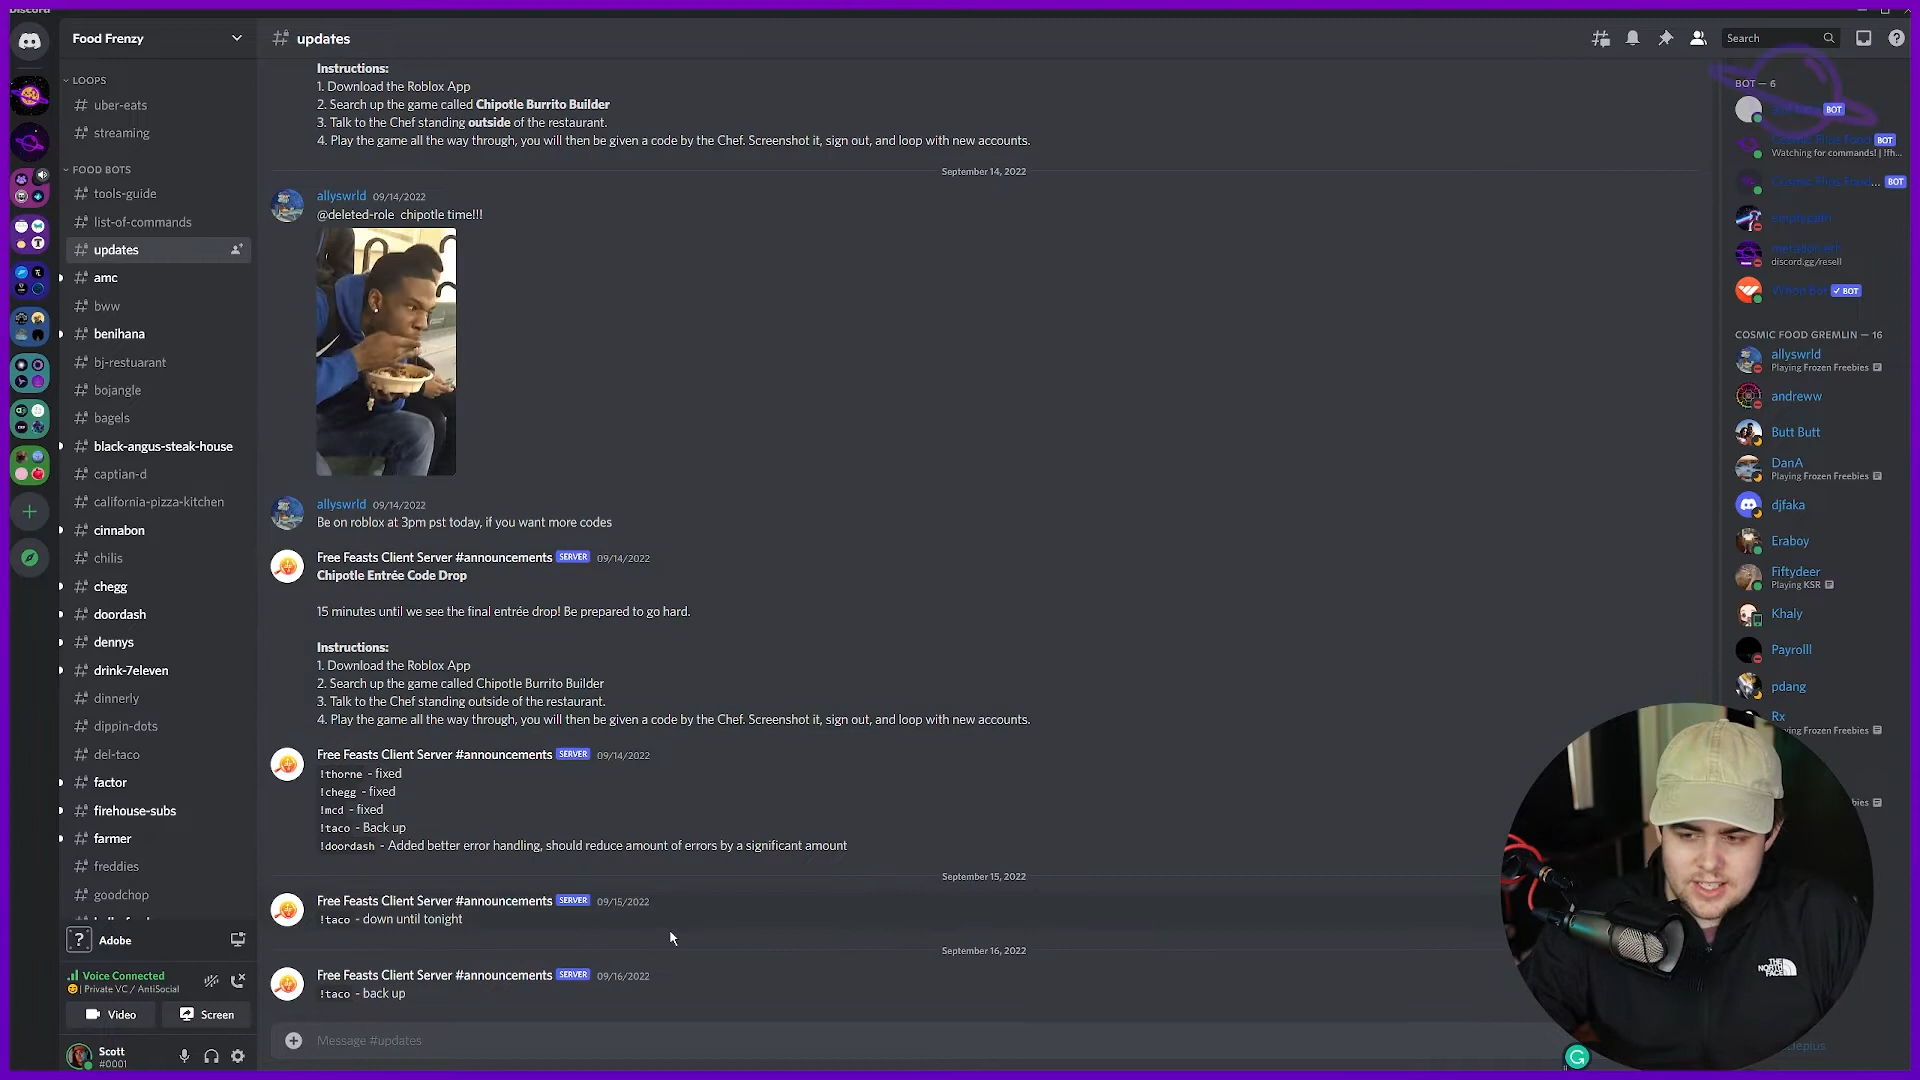 Discord
Food Frenzy
updates
Search
LOOPS
uber-eats
streaming
FOOD BOTS
tools-guide
list-of-commands
updates
amc
bww
benihana
bj-restuarant
bojangle
bagels
black-angus-steak-house
captian-d
california-pizza-kitchen
cinnabon
chilis
chegg
doordash
dennys
drink-7eleven
dinnerly
dippin-dots
del-taco
factor
firehouse-subs
farmer
freddies
goodchop
Adobe
Voice Connected
| Private VC / AntiSocial
Video
Screen
Scott
#0001
Instructions:
1. Download the Roblox App
2. Search up the game called Chipotle Burrito Builder
3. Talk to the Chef standing outside of the restaurant.
4. Play the game all the way through, you will then be given a code by the Chef. Screenshot it, sign out, and loop with new accounts.
September 14, 2022
allyswrld 09/14/2022
@deleted-role chipotle time!!!
allyswrld 09/14/2022
Be on roblox at 3pm pst today, if you want more codes
Free Feasts Client Server #announcements SERVER 09/14/2022
Chipotle Entrée Code Drop
15 minutes until we see the final entrée drop! Be prepared to go hard.
Instructions:
1. Download the Roblox App
2. Search up the game called Chipotle Burrito Builder
3. Talk to the Chef standing outside of the restaurant.
4. Play the game all the way through, you will then be given a code by the Chef. Screenshot it, sign out, and loop with new accounts.
Free Feasts Client Server #announcements SERVER 09/14/2022
!thorne - fixed
!chegg - fixed
!mcd - fixed
!taco - Back up
!doordash - Added better error handling, should reduce amount of errors by a significant amount
September 15, 2022
Free Feasts Client Server #announcements SERVER 09/15/2022
!taco - down until tonight
September 16, 2022
Free Feasts Client Server #announcements SERVER 09/16/2022
!taco - back up
Message #updates
BOT — 6
BOT
BOT
Watching for commands! | !fh...
BOT
discord.gg/resell
BOT
COSMIC FOOD GREMLIN — 16
allyswrld
Playing Frozen Freebies
andreww
Butt Butt
DanA
Playing Frozen Freebies
djfaka
Eraboy
Fiftydeer
Playing KSR
Khaly
Payrolll
pdang
Rx
ying Frozen Freebies
bies
THE NORTH FACE